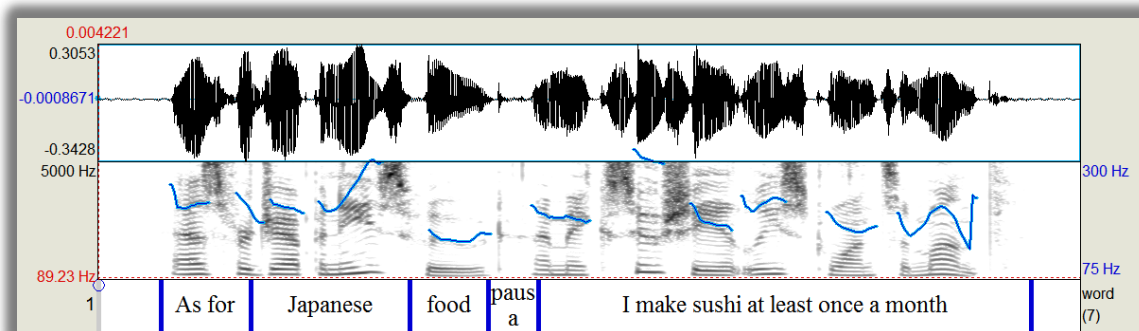 0.004221
0.3053
-0.0008671
-0.3428
5000 Hz
300 Hz
89.23 Hz
75 Hz
1
As for
Japanese
food
paus
a
I make sushi at least once a month
word
(7)